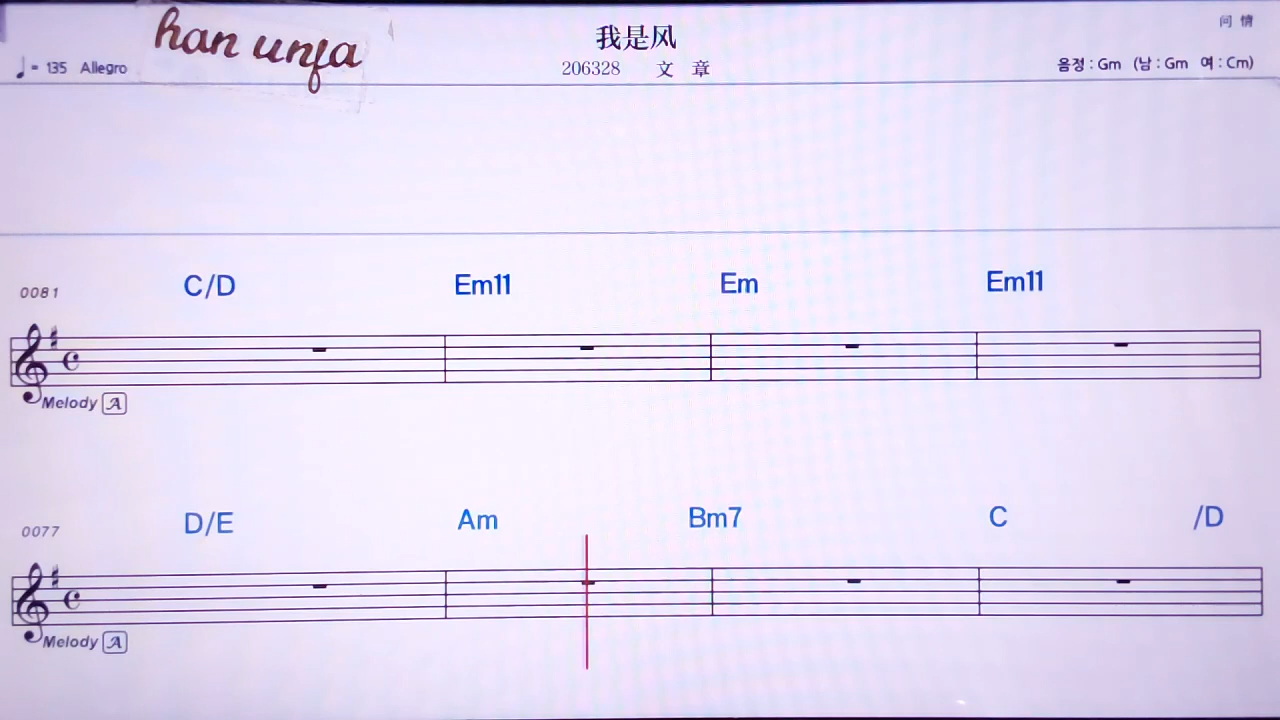 han unfa
我是风
问 情
♩= 135 Allegro
206328 文 章
음정 : Gm (남 : Gm 여 : Cm)
0081 C/D Em11 Em Em11
Melody A
0077 D/E Am Bm7 C /D
Melody A